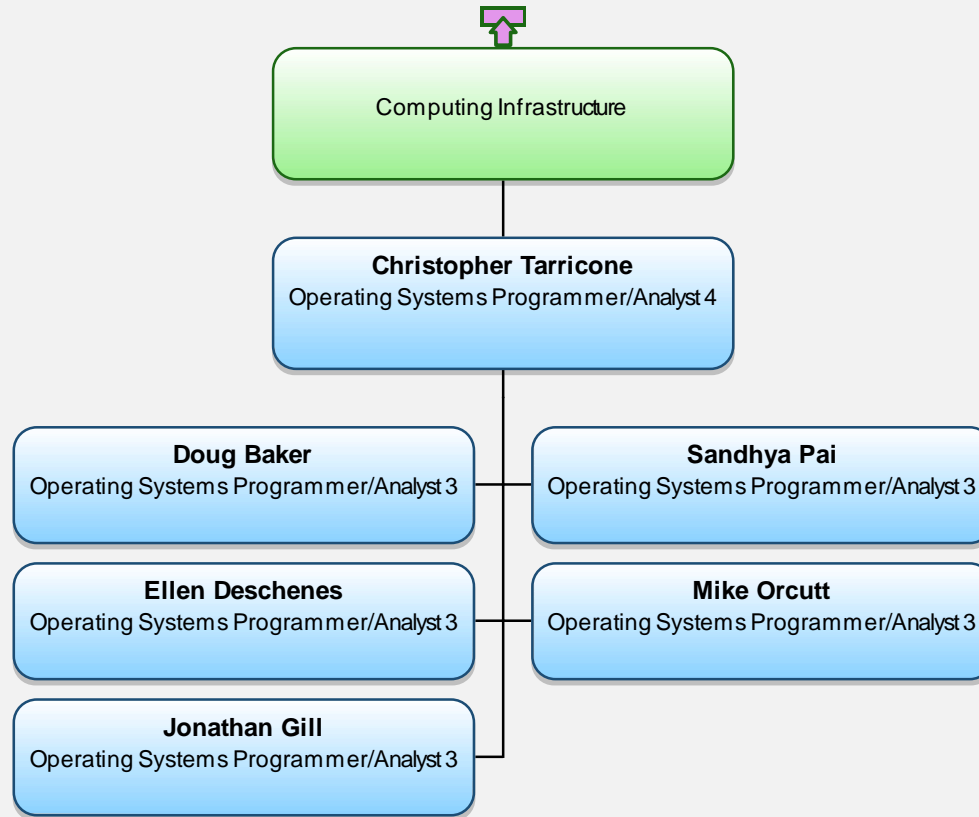 Computing Infrastructure
Christopher Tarricone
Operating Systems Programmer/Analyst 4
Doug Baker
Operating Systems Programmer/Analyst 3
Sandhya Pai
Operating Systems Programmer/Analyst 3
Ellen Deschenes
Operating Systems Programmer/Analyst 3
Mike Orcutt
Operating Systems Programmer/Analyst 3
Jonathan Gill
Operating Systems Programmer/Analyst 3